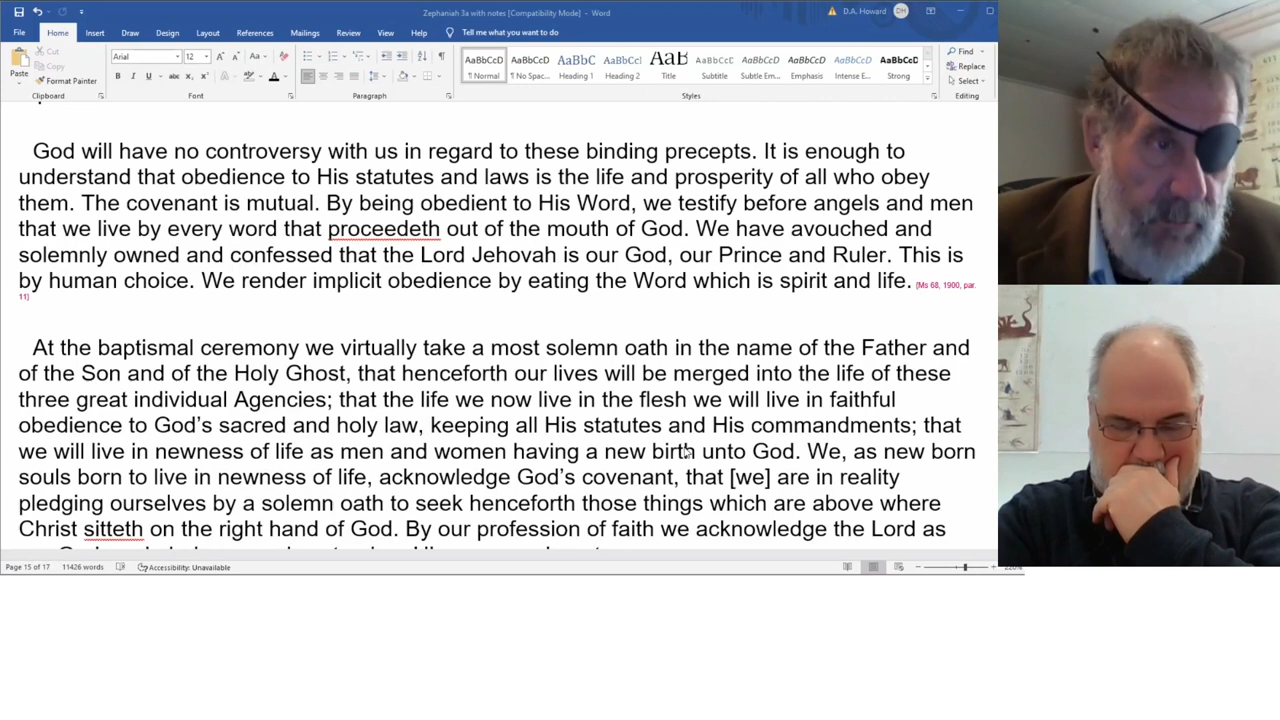 Zephaniah 3a with notes [Compatibility Mode] - Word
D.A. Howard
DH
File Home Insert Draw Design Layout References Mailings Review View Help Tell me what you want to do
Paste
Cut
Copy
Format Painter
Clipboard
Arial 12
Font
Paragraph
AaBbCcD AaBbCcD AaBbC AaBbCcI AaB AaBbCcD AaBbCcD AaBbCcD AaBbCcD AaBbCcD
¶ Normal ¶ No Spac... Heading 1 Heading 2 Title Subtitle Subtle Em... Emphasis Intense E... Strong
Styles
Find
Replace
Select
Editing
God will have no controversy with us in regard to these binding precepts. It is enough to
understand that obedience to His statutes and laws is the life and prosperity of all who obey
them. The covenant is mutual. By being obedient to His Word, we testify before angels and men
that we live by every word that proceedeth out of the mouth of God. We have avouched and
solemnly owned and confessed that the Lord Jehovah is our God, our Prince and Ruler. This is
by human choice. We render implicit obedience by eating the Word which is spirit and life. [Ms 68, 1900, par.
11]
At the baptismal ceremony we virtually take a most solemn oath in the name of the Father and
of the Son and of the Holy Ghost, that henceforth our lives will be merged into the life of these
three great individual Agencies; that the life we now live in the flesh we will live in faithful
obedience to God’s sacred and holy law, keeping all His statutes and His commandments; that
we will live in newness of life as men and women having a new birth unto God. We, as new born
souls born to live in newness of life, acknowledge God’s covenant, that [we] are in reality
pledging ourselves by a solemn oath to seek henceforth those things which are above where
Christ sitteth on the right hand of God. By our profession of faith we acknowledge the Lord as
Page 15 of 17 11426 words Accessibility: Unavailable